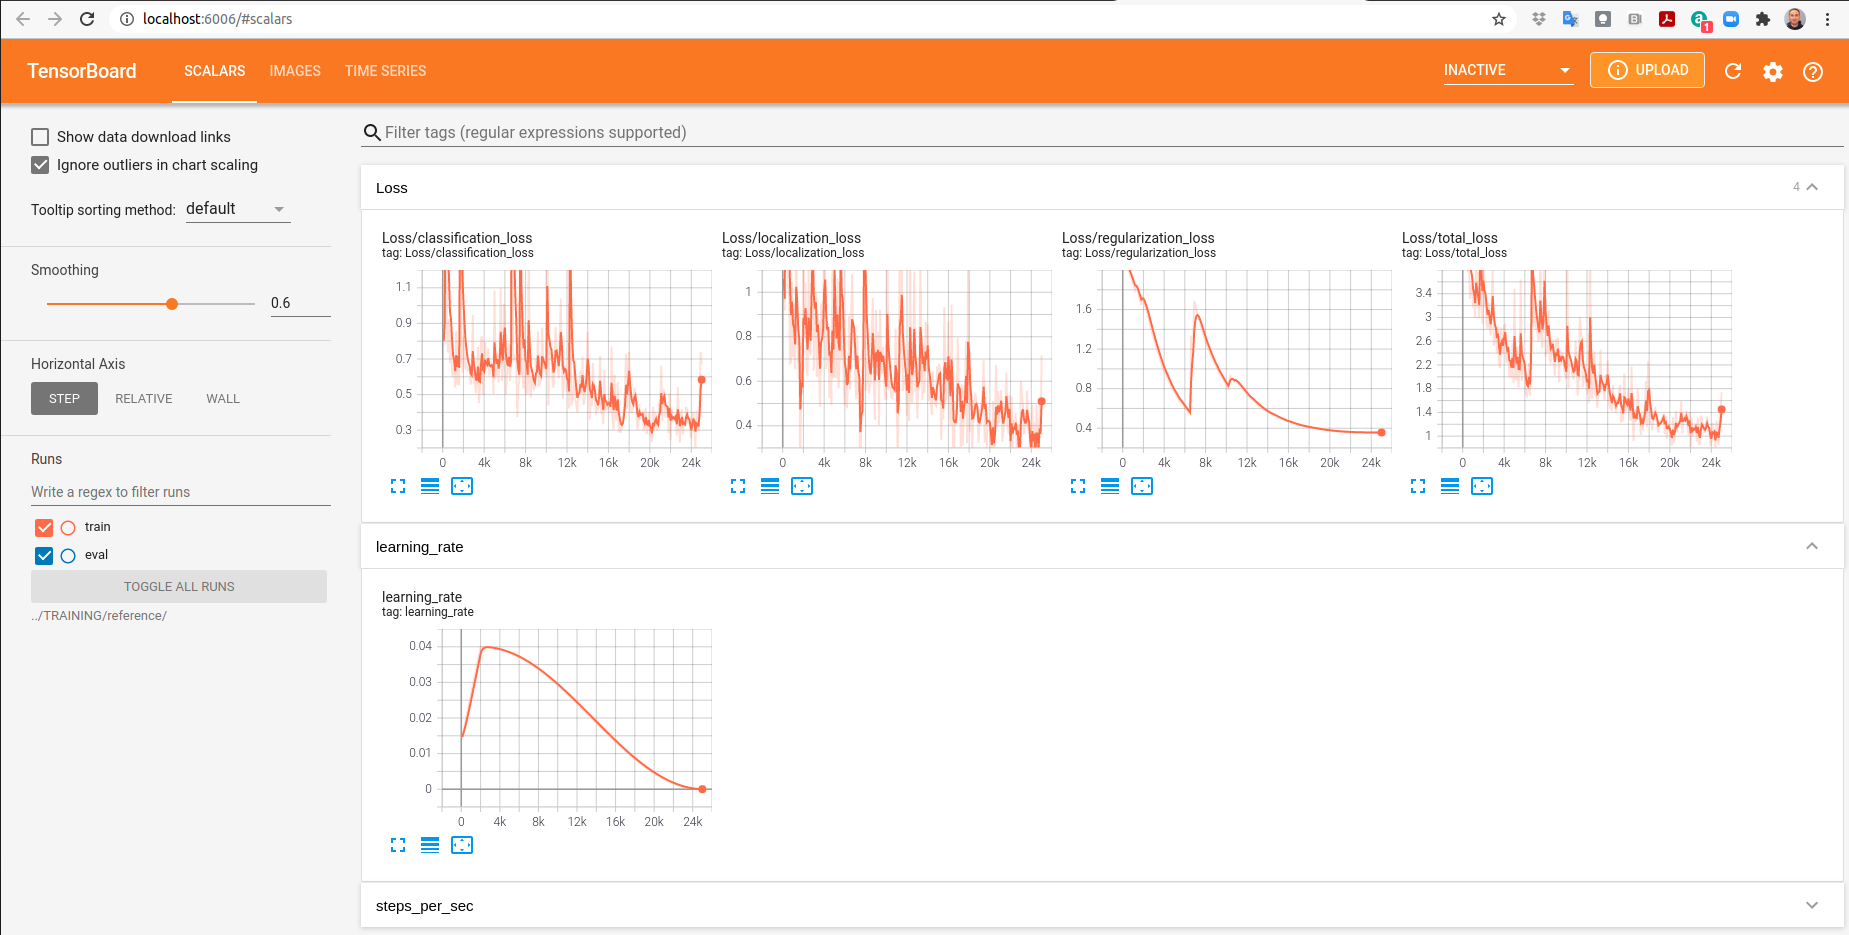 localhost:6006/#scalars
1
TensorBoard
SCALARS IMAGES TIME SERIES
INACTIVE
UPLOAD
Show data download links
Ignore outliers in chart scaling
Tooltip sorting method: default
Smoothing
0.6
Horizontal Axis
STEP RELATIVE WALL
Runs
Write a regex to filter runs
train
eval
TOGGLE ALL RUNS
../TRAINING/reference/
Filter tags (regular expressions supported)
Loss
4
Loss/classification_loss
tag: Loss/classification_loss
1.1
0.9
0.7
0.5
0.3
0 4k 8k 12k 16k 20k 24k
Loss/localization_loss
tag: Loss/localization_loss
1
0.8
0.6
0.4
0 4k 8k 12k 16k 20k 24k
Loss/regularization_loss
tag: Loss/regularization_loss
1.6
1.2
0.8
0.4
0 4k 8k 12k 16k 20k 24k
Loss/total_loss
tag: Loss/total_loss
3.4
3
2.6
2.2
1.8
1.4
1
0 4k 8k 12k 16k 20k 24k
learning_rate
learning_rate
tag: learning_rate
0.04
0.03
0.02
0.01
0
0 4k 8k 12k 16k 20k 24k
steps_per_sec